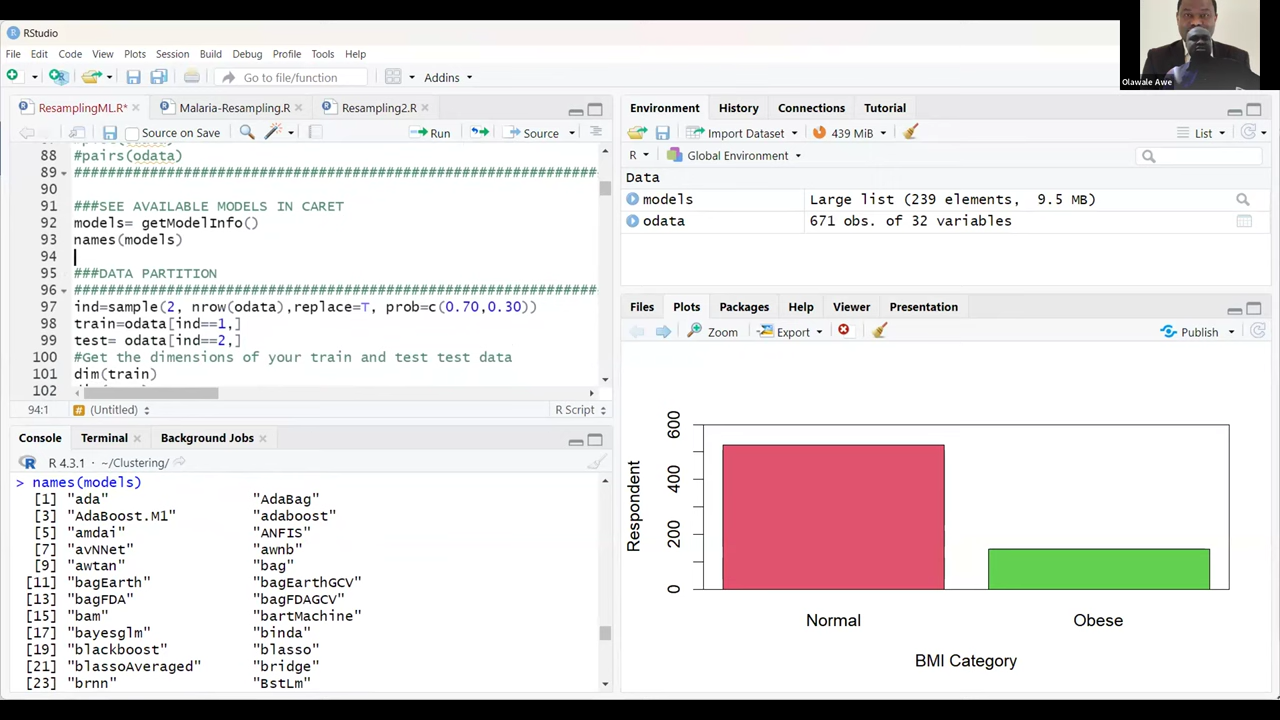 RStudio
File Edit Code View Plots Session Build Debug Profile Tools Help
Go to file/function Addins
Olawale Awe
ResamplingML.R* Malaria-Resampling.R Resampling2.R
Source on Save Run Source
88 #pairs(odata)
89 ##############################################################
90
91 ###SEE AVAILABLE MODELS IN CARET
92 models= getModelInfo()
93 names(models)
94
95 ###DATA PARTITION
96 ##############################################################
97 ind=sample(2, nrow(odata),replace=T, prob=c(0.70,0.30))
98 train=odata[ind==1,]
99 test= odata[ind==2,]
100 #Get the dimensions of your train and test test data
101 dim(train)
102
94:1 (Untitled) R Script
Console Terminal Background Jobs
R 4.3.1 · ~/Clustering/
> names(models)
[1] "ada" "AdaBag"
[3] "AdaBoost.M1" "adaboost"
[5] "amdai" "ANFIS"
[7] "avNNet" "awnb"
[9] "awtan" "bag"
[11] "bagEarth" "bagEarthGCV"
[13] "bagFDA" "bagFDAGCV"
[15] "bam" "bartMachine"
[17] "bayesglm" "binda"
[19] "blackboost" "blasso"
[21] "blassoAveraged" "bridge"
[23] "brnn" "BstLm"
Environment History Connections Tutorial
Import Dataset 439 MiB List
R Global Environment
Data
models Large list (239 elements, 9.5 MB)
odata 671 obs. of 32 variables
Files Plots Packages Help Viewer Presentation
Zoom Export Publish
Respondent
600
400
200
0
Normal Obese
BMI Category